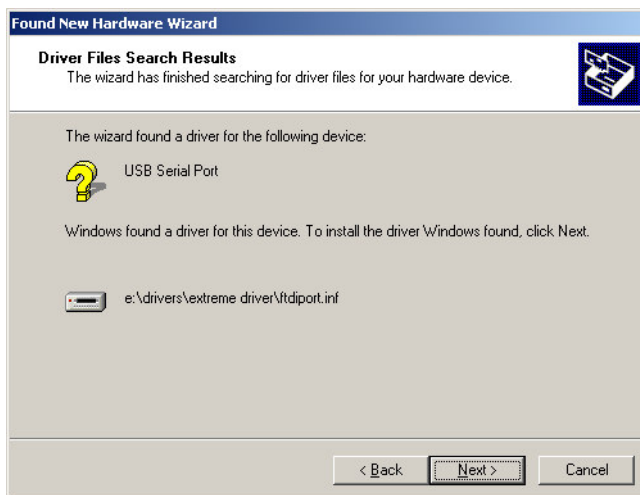 Found New Hardware Wizard
Driver Files Search Results
The wizard has finished searching for driver files for your hardware device.
The wizard found a driver for the following device:
USB Serial Port
Windows found a driver for this device. To install the driver Windows found, click Next.
e:\drivers\extreme driver\ftdiport.inf
< Back
Next >
Cancel